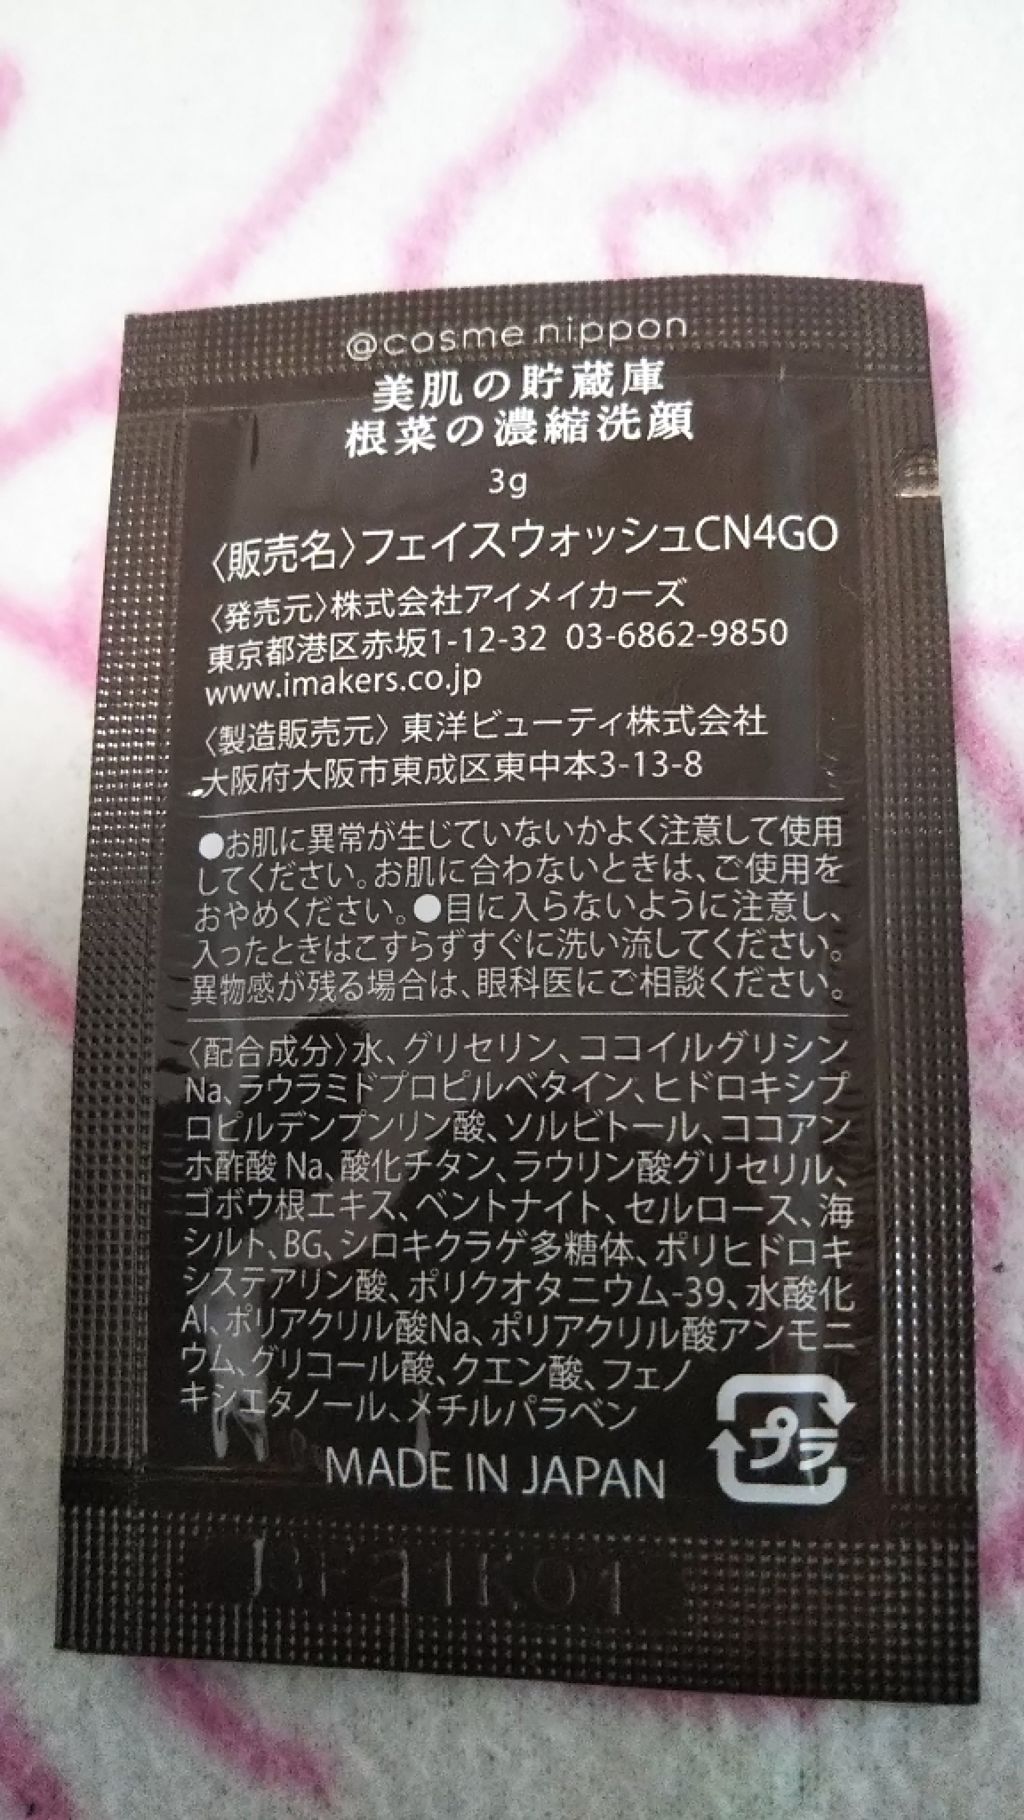 @cosme nippon
美肌の貯蔵庫
根菜の濃縮洗顔
3g
〈販売名〉フェイスウォッシュCN4GO
〈発売元〉株式会社アイメイカーズ
東京都港区赤坂1-12-32 03-6862-9850
www.imakers.co.jp
〈製造販売元〉東洋ビューティ株式会社
大阪府大阪市東成区東中本3-13-8
●お肌に異常が生じていないかよく注意して使用
してください。お肌に合わないときは、ご使用を
おやめください。●目に入らないように注意し、
入ったときはこすらずすぐに洗い流してください。
異物感が残る場合は、眼科医にご相談ください。
〈配合成分〉水、グリセリン、ココイルグリシン
Na、ラウラミドプロピルベタイン、ヒドロキシプ
ロピルデンプンリン酸、ソルビトール、ココアン
ホ酢酸 Na、酸化チタン、ラウリン酸グリセリル、
ゴボウ根エキス、ベントナイト、セルロース、海
シルト、BG、シロキクラゲ多糖体、ポリヒドロキ
システアリン酸、ポリクオタニウム-39、水酸化
Al、ポリアクリル酸Na、ポリアクリル酸アンモニ
ウム、グリコール酸、クエン酸、フェノ
キシエタノール、メチルパラベン
プラ
MADE IN JAPAN